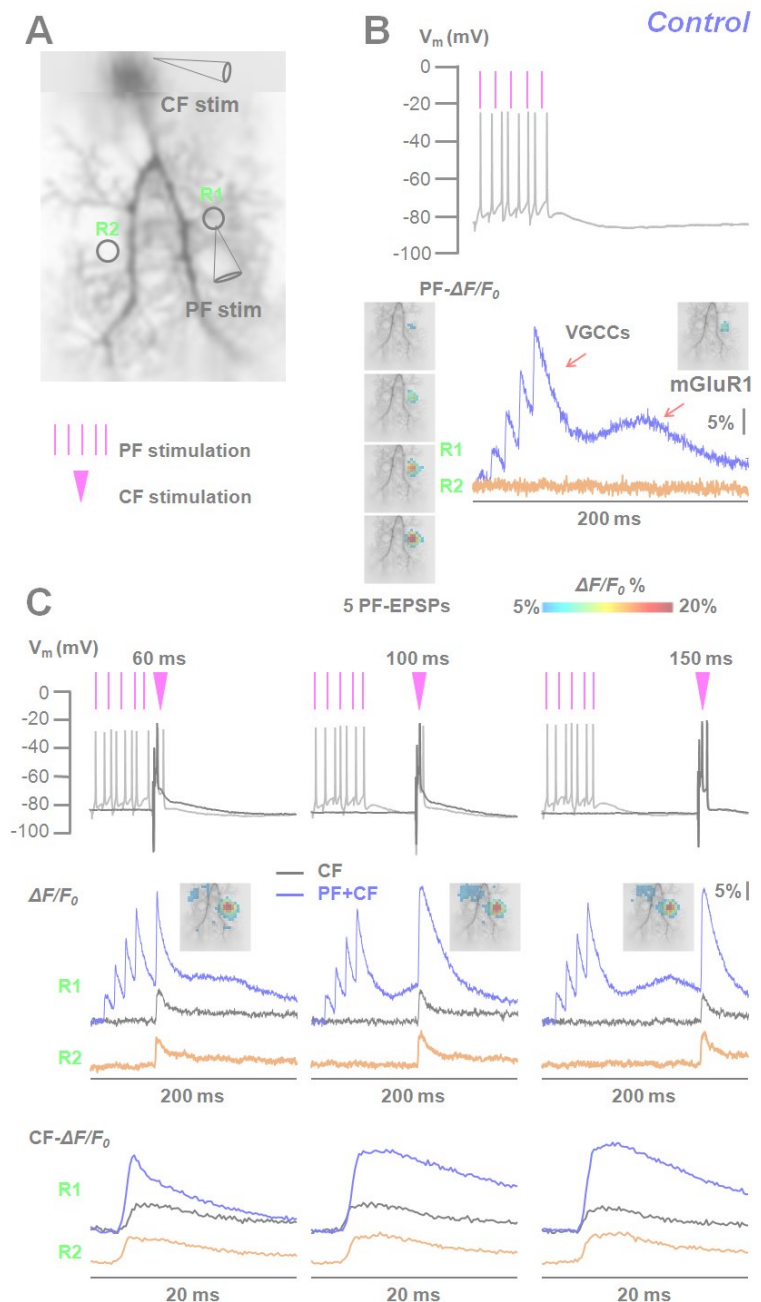 A
CF stim
R1
R2
PF stim
PF stimulation
CF stimulation
B
Control
Vm (mV)
0
-20
-40
-60
-80
-100
PF-ΔF/F0
VGCCs
mGluR1
5%
R1
R2
200 ms
5 PF-EPSPs
ΔF/F0 %
5%
20%
C
Vm (mV)
60 ms
100 ms
150 ms
0
-20
-40
-60
-80
-100
CF
PF+CF
ΔF/F0
5%
R1
R2
200 ms
200 ms
200 ms
CF-ΔF/F0
R1
R2
20 ms
20 ms
20 ms